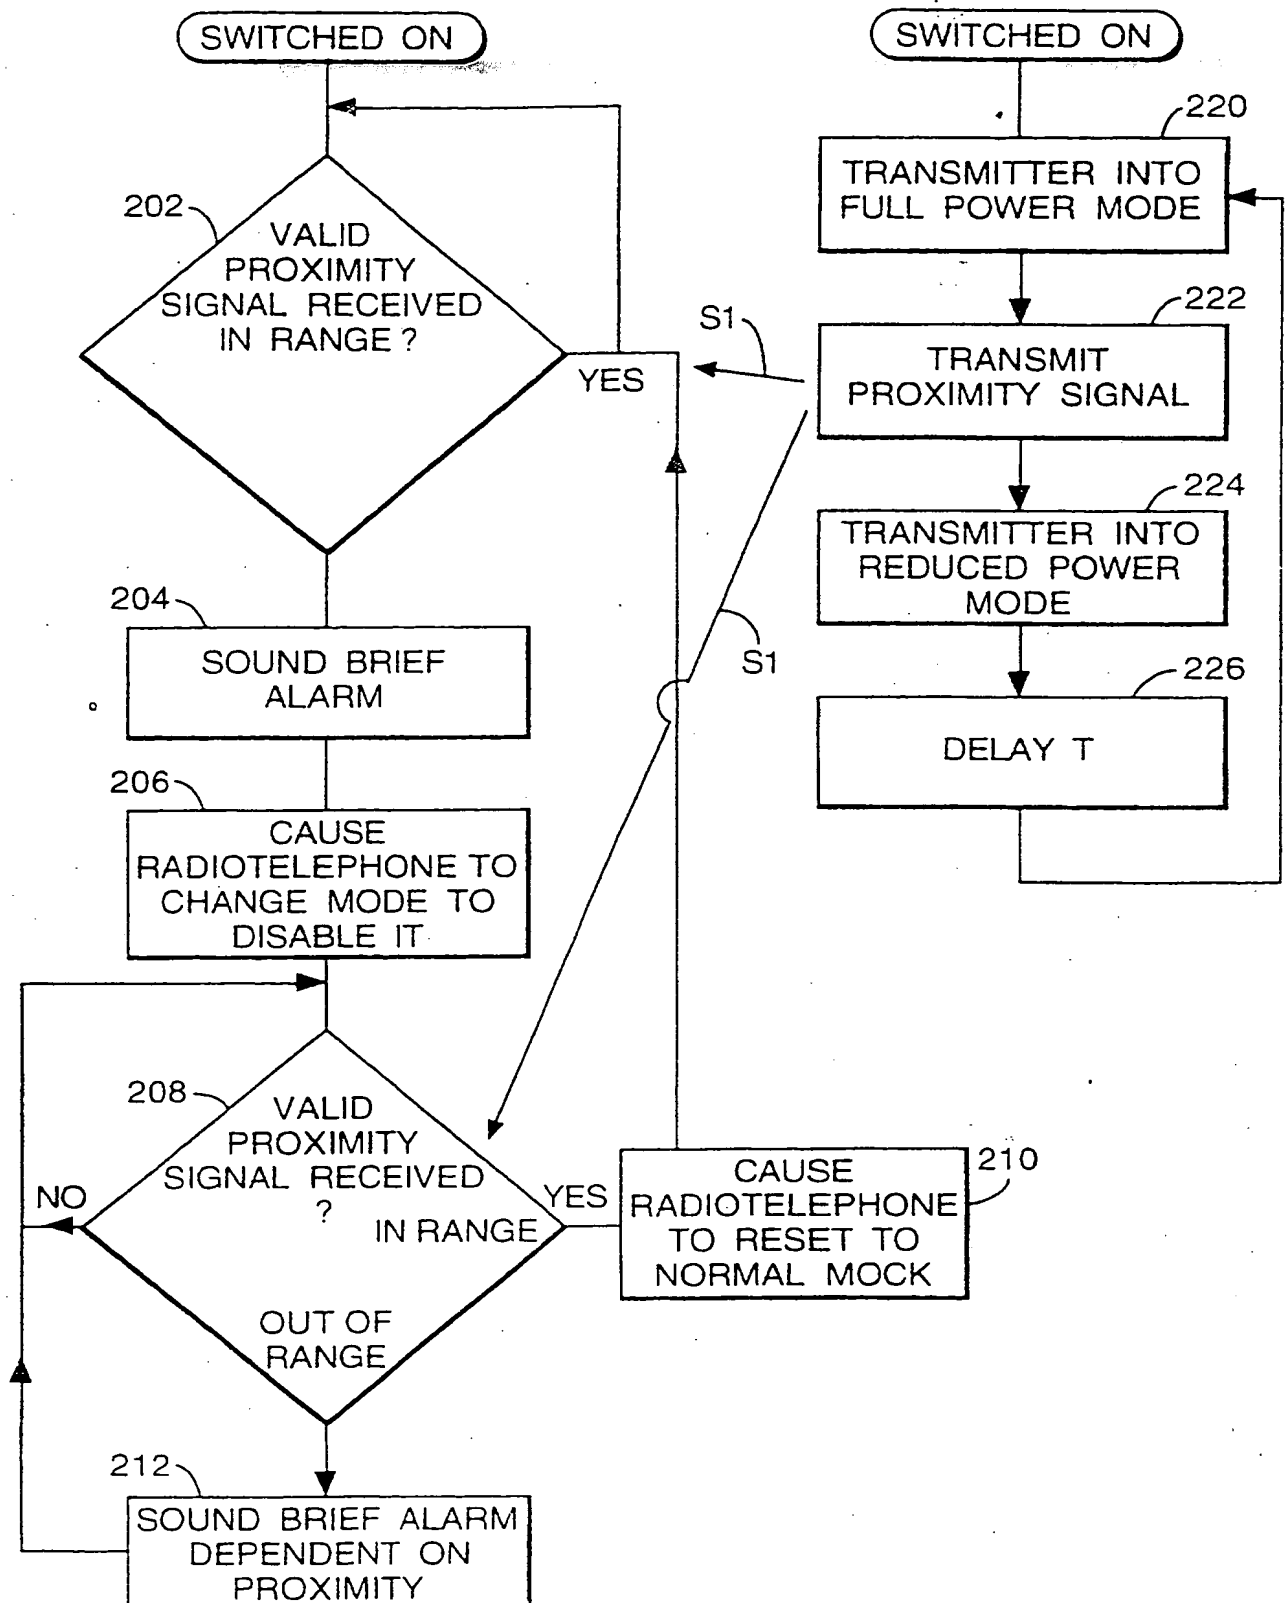 SWITCHED ON
202
VALID
PROXIMITY
SIGNAL RECEIVED
IN RANGE ?
YES
204
SOUND BRIEF
ALARM
206
CAUSE
RADIOTELEPHONE TO
CHANGE MODE TO
DISABLE IT
208
VALID
PROXIMITY
SIGNAL RECEIVED
?
NO
IN RANGE
YES
OUT OF
RANGE
210
CAUSE
RADIOTELEPHONE
TO RESET TO
NORMAL MOCK
212
SOUND BRIEF ALARM
DEPENDENT ON
PROXIMITY
SWITCHED ON
220
TRANSMITTER INTO
FULL POWER MODE
222
TRANSMIT
PROXIMITY SIGNAL
S1
S1
224
TRANSMITTER INTO
REDUCED POWER
MODE
226
DELAY T